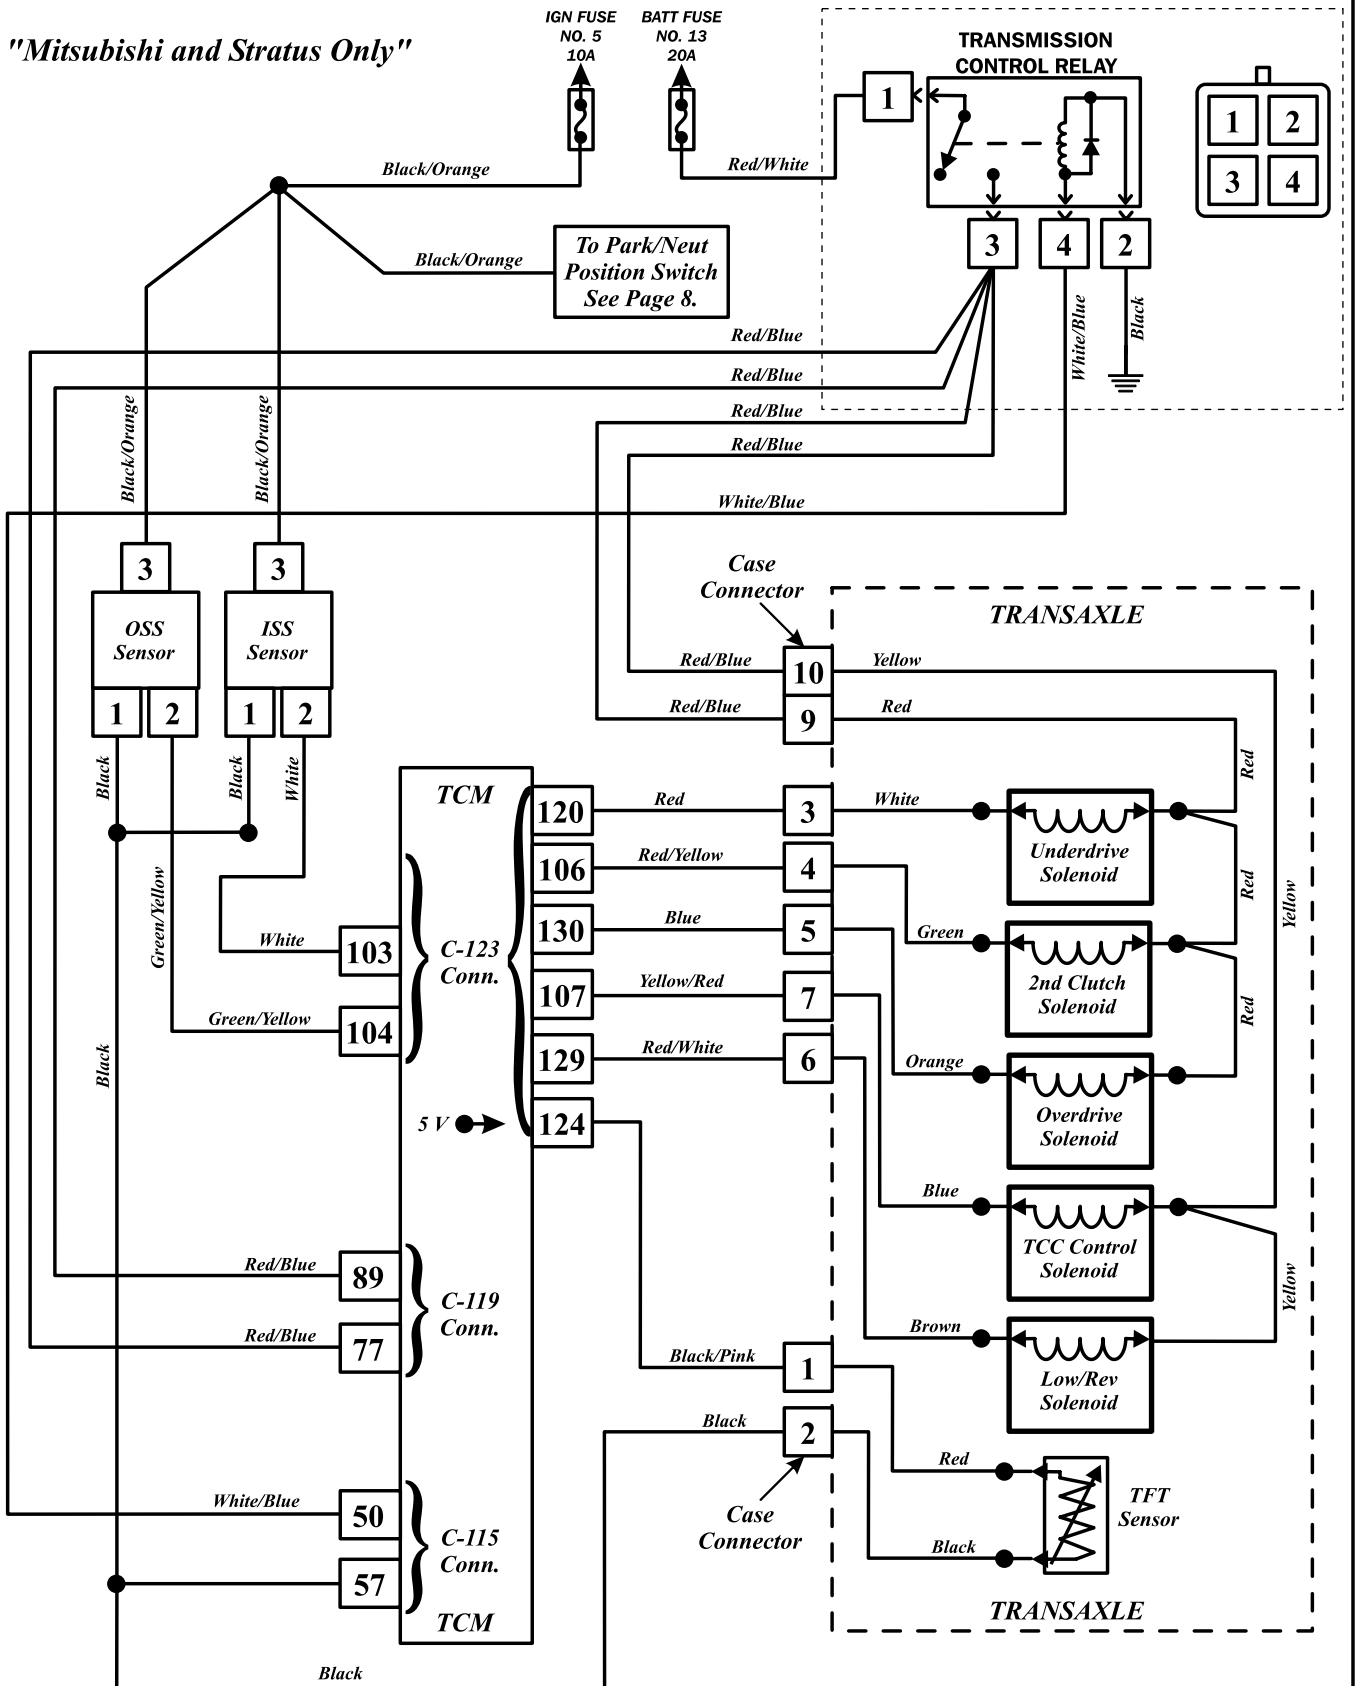 "Mitsubishi and Stratus Only"
IGN FUSE
NO. 5
10A
BATT FUSE
NO. 13
20A
TRANSMISSION
CONTROL RELAY
1
1
2
3
4
Black/Orange
Red/White
3
4
2
Black/Orange
To Park/Neut
Position Switch
See Page 8.
White/Blue
Black
Red/Blue
Red/Blue
Red/Blue
Red/Blue
Black/Orange
Black/Orange
White/Blue
3
3
OSS
Sensor
ISS
Sensor
1
2
1
2
Black
Black
White
Green/Yellow
Black
Case
Connector
TRANSAXLE
Red/Blue
10
Yellow
Red/Blue
9
Red
Red
TCM
120
Red
3
White
Underdrive
Solenoid
Red
Yellow
106
Red/Yellow
4
Green
2nd Clutch
Solenoid
Red
130
Blue
5
Orange
Overdrive
Solenoid
White
103
C-123
Conn.
107
Yellow/Red
7
Blue
TCC Control
Solenoid
Yellow
Green/Yellow
104
129
Red/White
6
Brown
Low/Rev
Solenoid
5 V
124
Black/Pink
1
Red
Red/Blue
89
C-119
Conn.
Red/Blue
77
Black
2
Black
TFT
Sensor
Case
Connector
White/Blue
50
C-115
Conn.
57
TCM
TRANSAXLE
Black